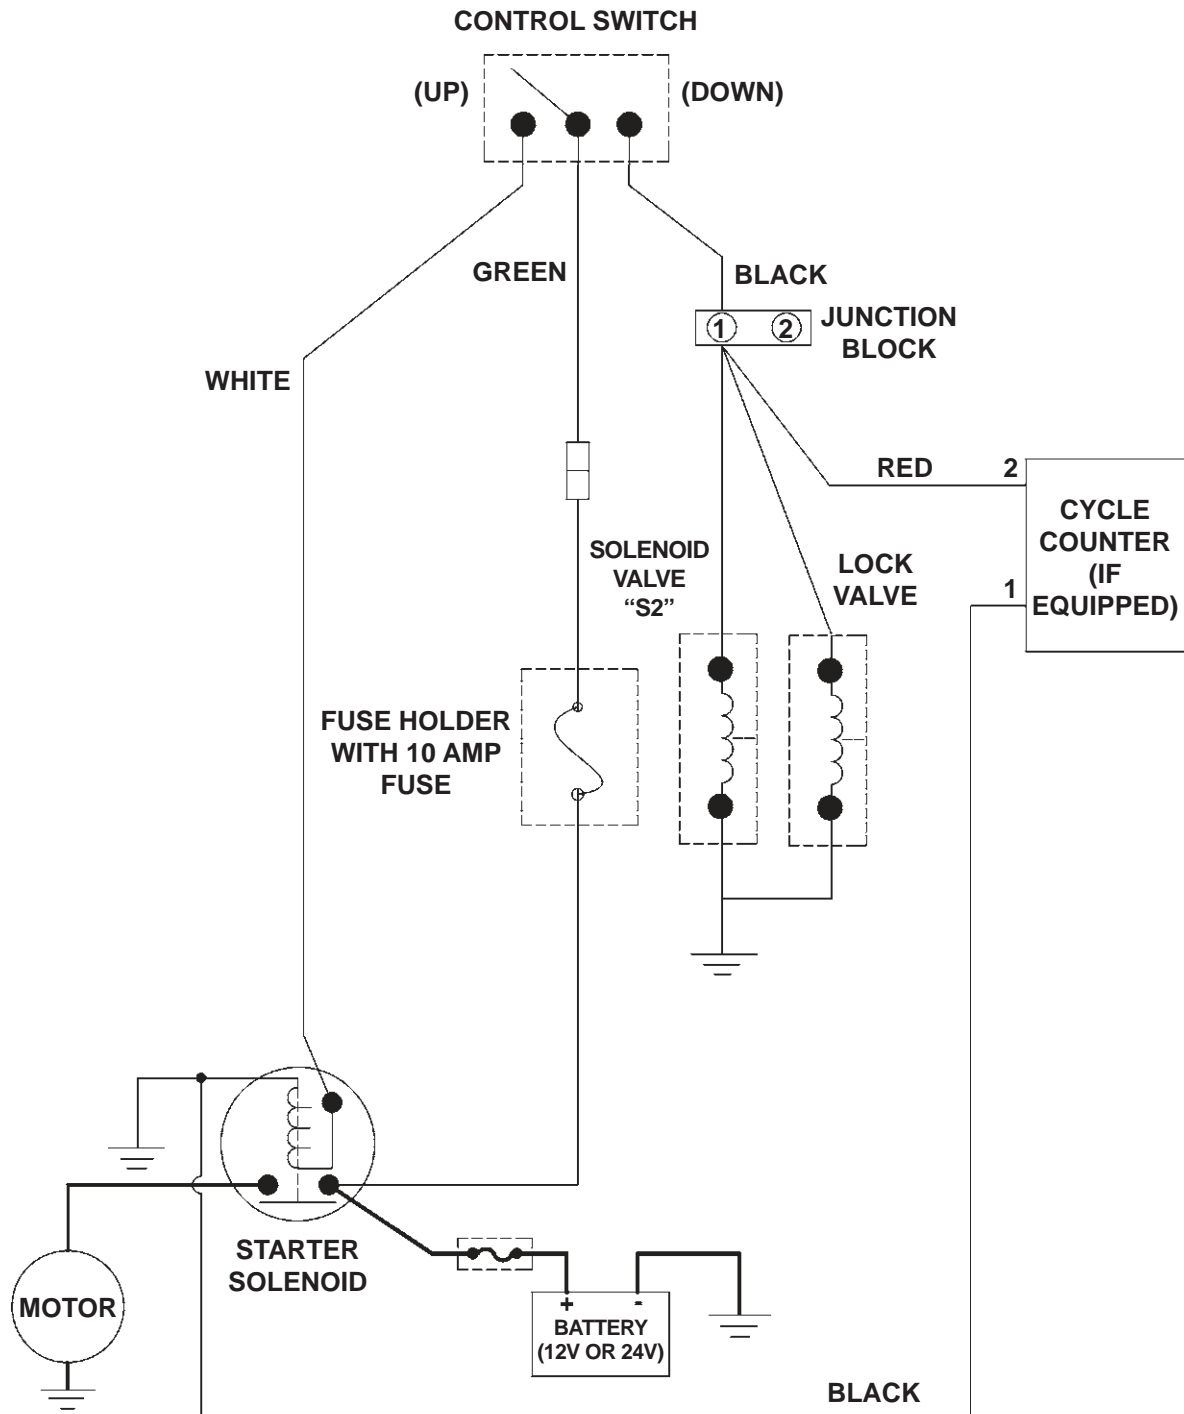 CONTROL SWITCH
(UP)
(DOWN)
GREEN
BLACK
1
2
JUNCTION
BLOCK
WHITE
RED
2
CYCLE
COUNTER
(IF
EQUIPPED)
1
SOLENOID
VALVE
“S2”
LOCK
VALVE
FUSE HOLDER
WITH 10 AMP
FUSE
STARTER
SOLENOID
MOTOR
+
-
BATTERY
(12V OR 24V)
BLACK